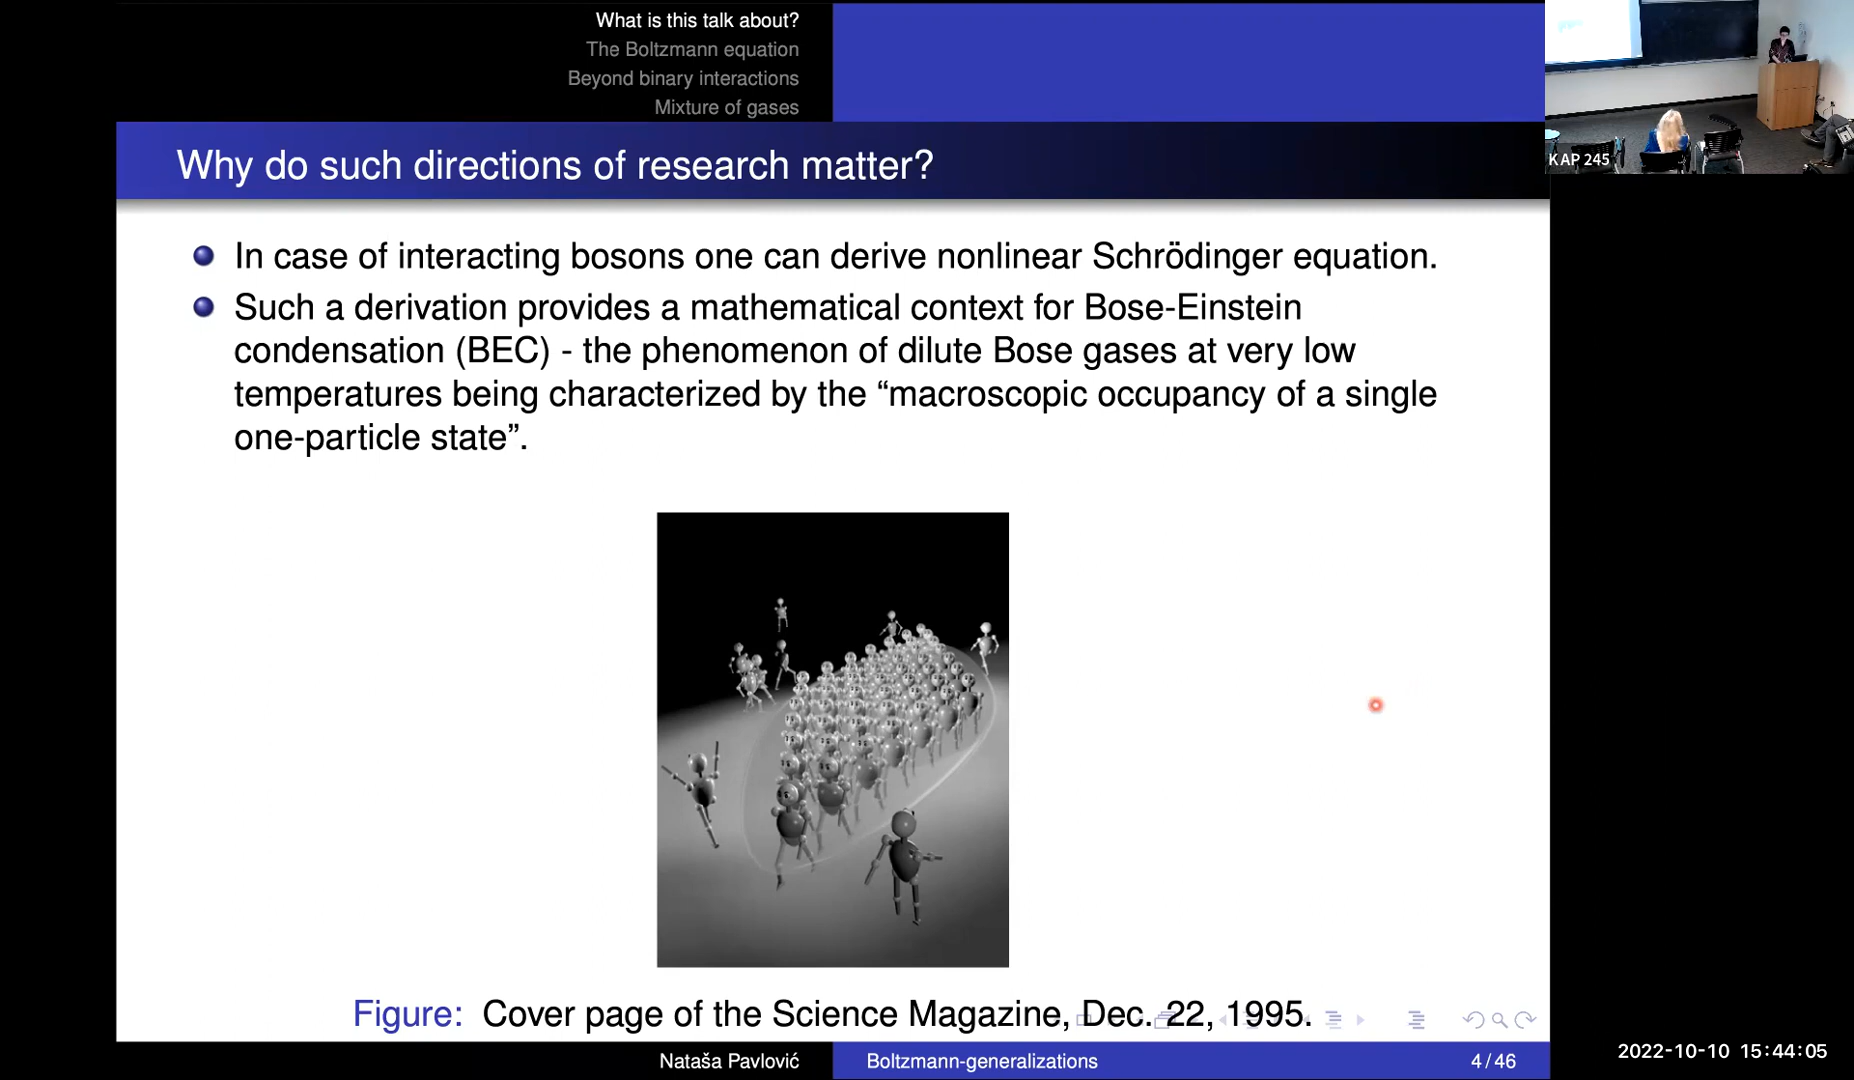 What is this talk about?
The Boltzmann equation
Beyond binary interactions
Mixture of gases
KAP 245
Why do such directions of research matter?
In case of interacting bosons one can derive nonlinear Schrödinger equation.
Such a derivation provides a mathematical context for Bose-Einstein
condensation (BEC) - the phenomenon of dilute Bose gases at very low
temperatures being characterized by the “macroscopic occupancy of a single
one-particle state”.
Figure: Cover page of the Science Magazine, Dec. 22, 1995.
Nataša Pavlović
Boltzmann-generalizations
4/46
2022-10-10 15:44:05